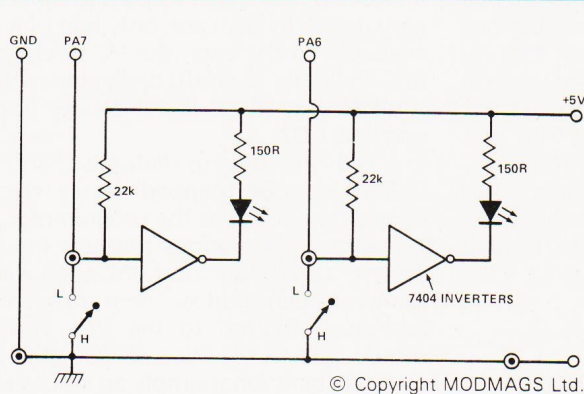 GND PA7 PA6
+5V
150R 150R
22k 22k
L L
7404 INVERTERS
H H
© Copyright MODMAGS Ltd.